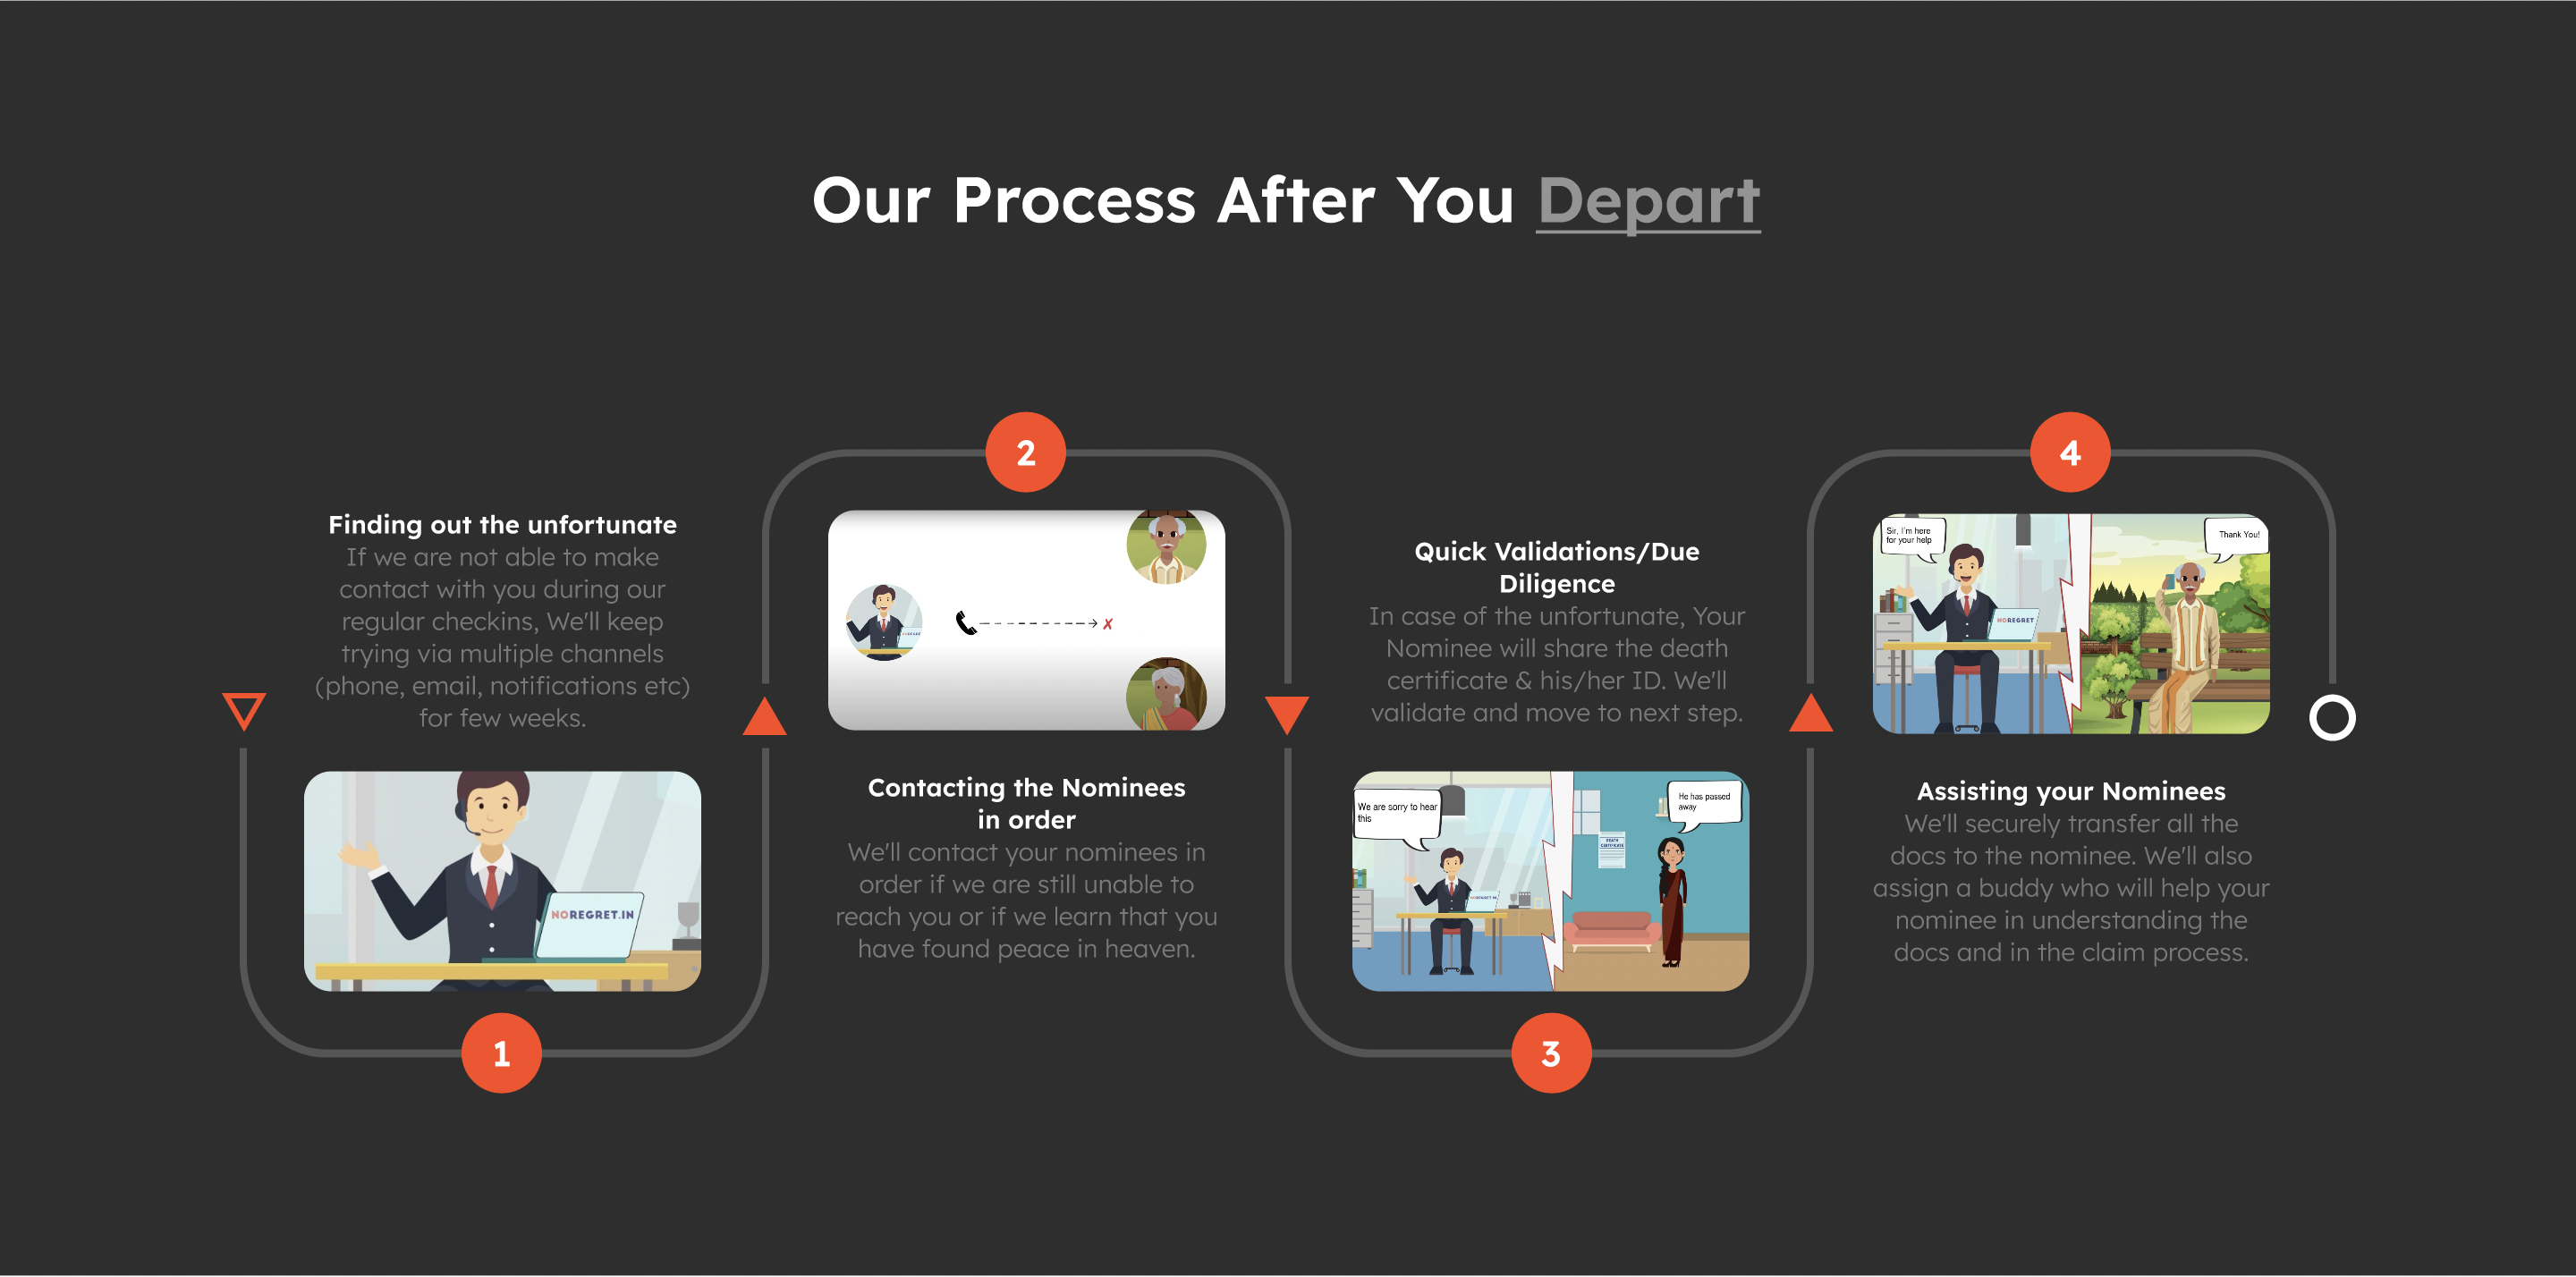 Our Process After You Depart
Finding out the unfortunate
If we are not able to make
contact with you during our
regular checkins, We'll keep
trying via multiple channels
(phone, email, notifications etc)
for few weeks.
NOREGRET.IN
1
2
NOREGRET
Contacting the Nominees
in order
We'll contact your nominees in
order if we are still unable to
reach you or if we learn that you
have found peace in heaven.
Quick Validations/Due
Diligence
In case of the unfortunate, Your
Nominee will share the death
certificate & his/her ID. We'll
validate and move to next step.
We are sorry to hear
this
He has passed
away
DEATH
CERTIFICATE
NOREGRET.IN
3
4
Sir, I'm here
for your help
Thank You!
NOREGRET
Assisting your Nominees
We'll securely transfer all the
docs to the nominee. We'll also
assign a buddy who will help your
nominee in understanding the
docs and in the claim process.